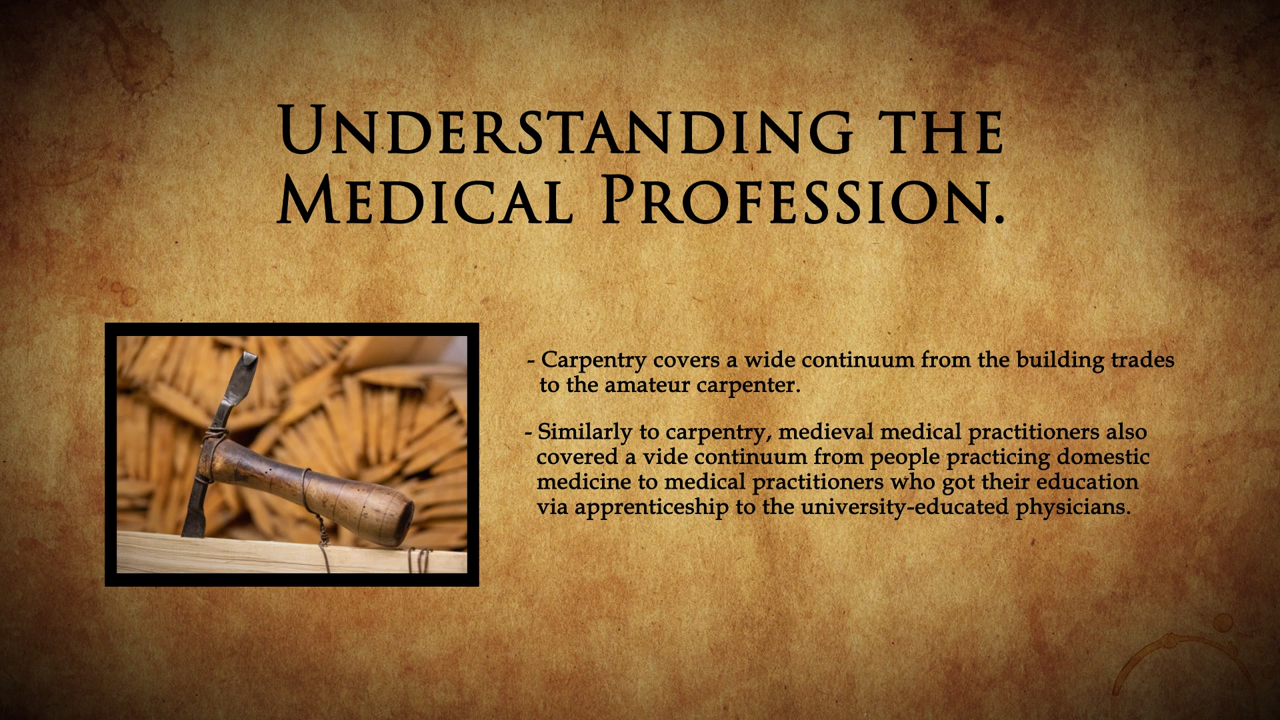 Understanding the
Medical Profession.
- Carpentry covers a wide continuum from the building trades
to the amateur carpenter.
- Similarly to carpentry, medieval medical practitioners also
covered a vide continuum from people practicing domestic
medicine to medical practitioners who got their education
via apprenticeship to the university-educated physicians.